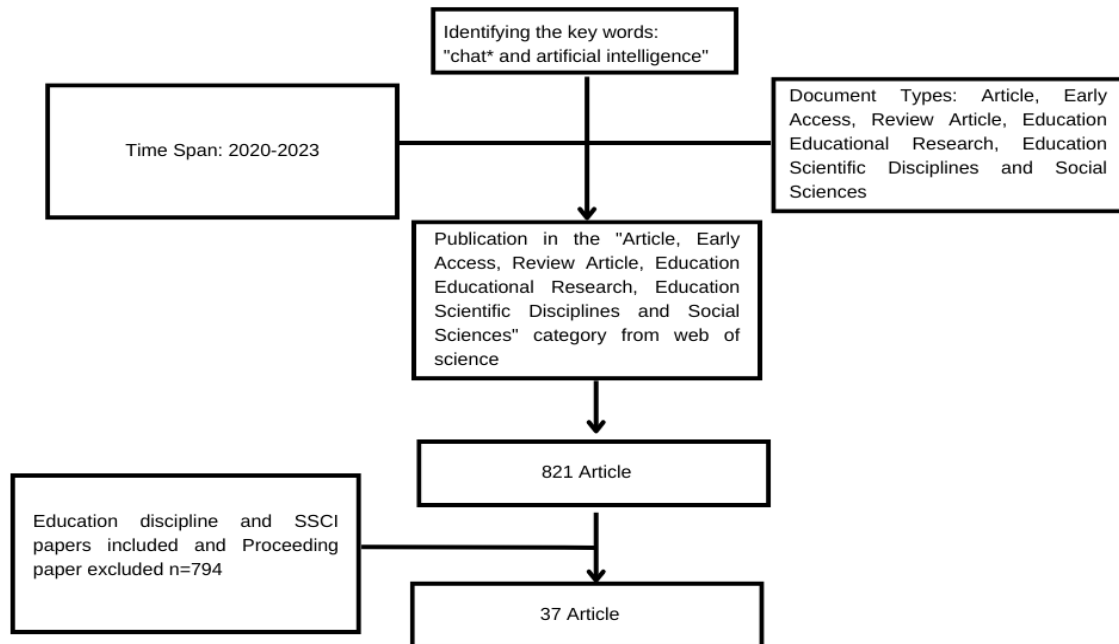 Identifying the key words:
"chat* and artificial intelligence"
Time Span: 2020-2023
Document Types: Article, Early
Access, Review Article, Education
Educational Research, Education
Scientific Disciplines and Social
Sciences
Publication in the "Article, Early
Access, Review Article, Education
Educational Research, Education
Scientific Disciplines and Social
Sciences" category from web of
science
821 Article
Education discipline and SSCI
papers included and Proceeding
paper excluded n=794
37 Article